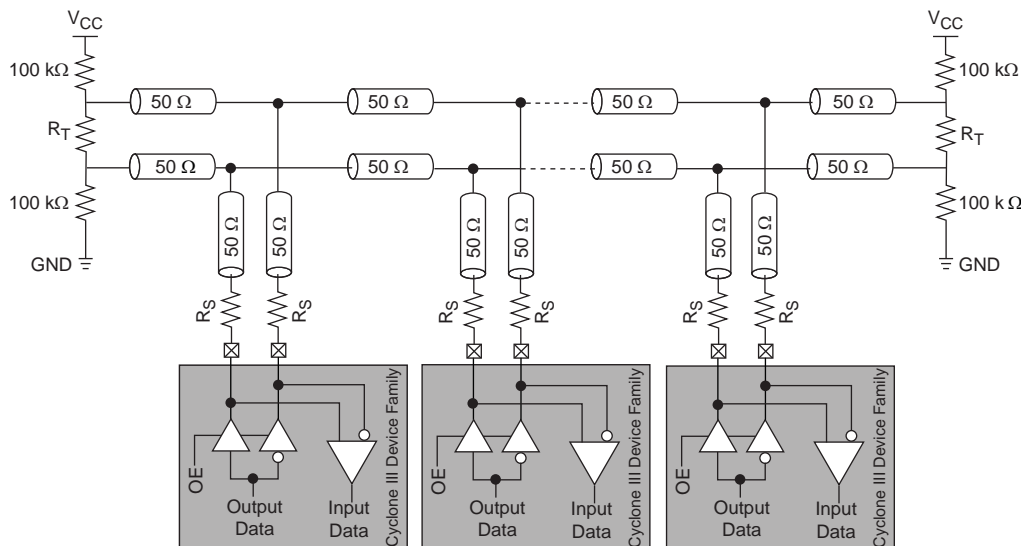 VCC
VCC
100 kΩ
100 kΩ
50 Ω
50 Ω
50 Ω
50 Ω
RT
RT
50 Ω
50 Ω
50 Ω
50 Ω
100 kΩ
100 k Ω
50 Ω
50 Ω
50 Ω
50 Ω
50 Ω
50 Ω
GND
GND
RS
RS
RS
RS
RS
RS
Cyclone III Device Family
Cyclone III Device Family
Cyclone III Device Family
OE
OE
OE
Output
Data
Input
Data
Output
Data
Input
Data
Output
Data
Input
Data